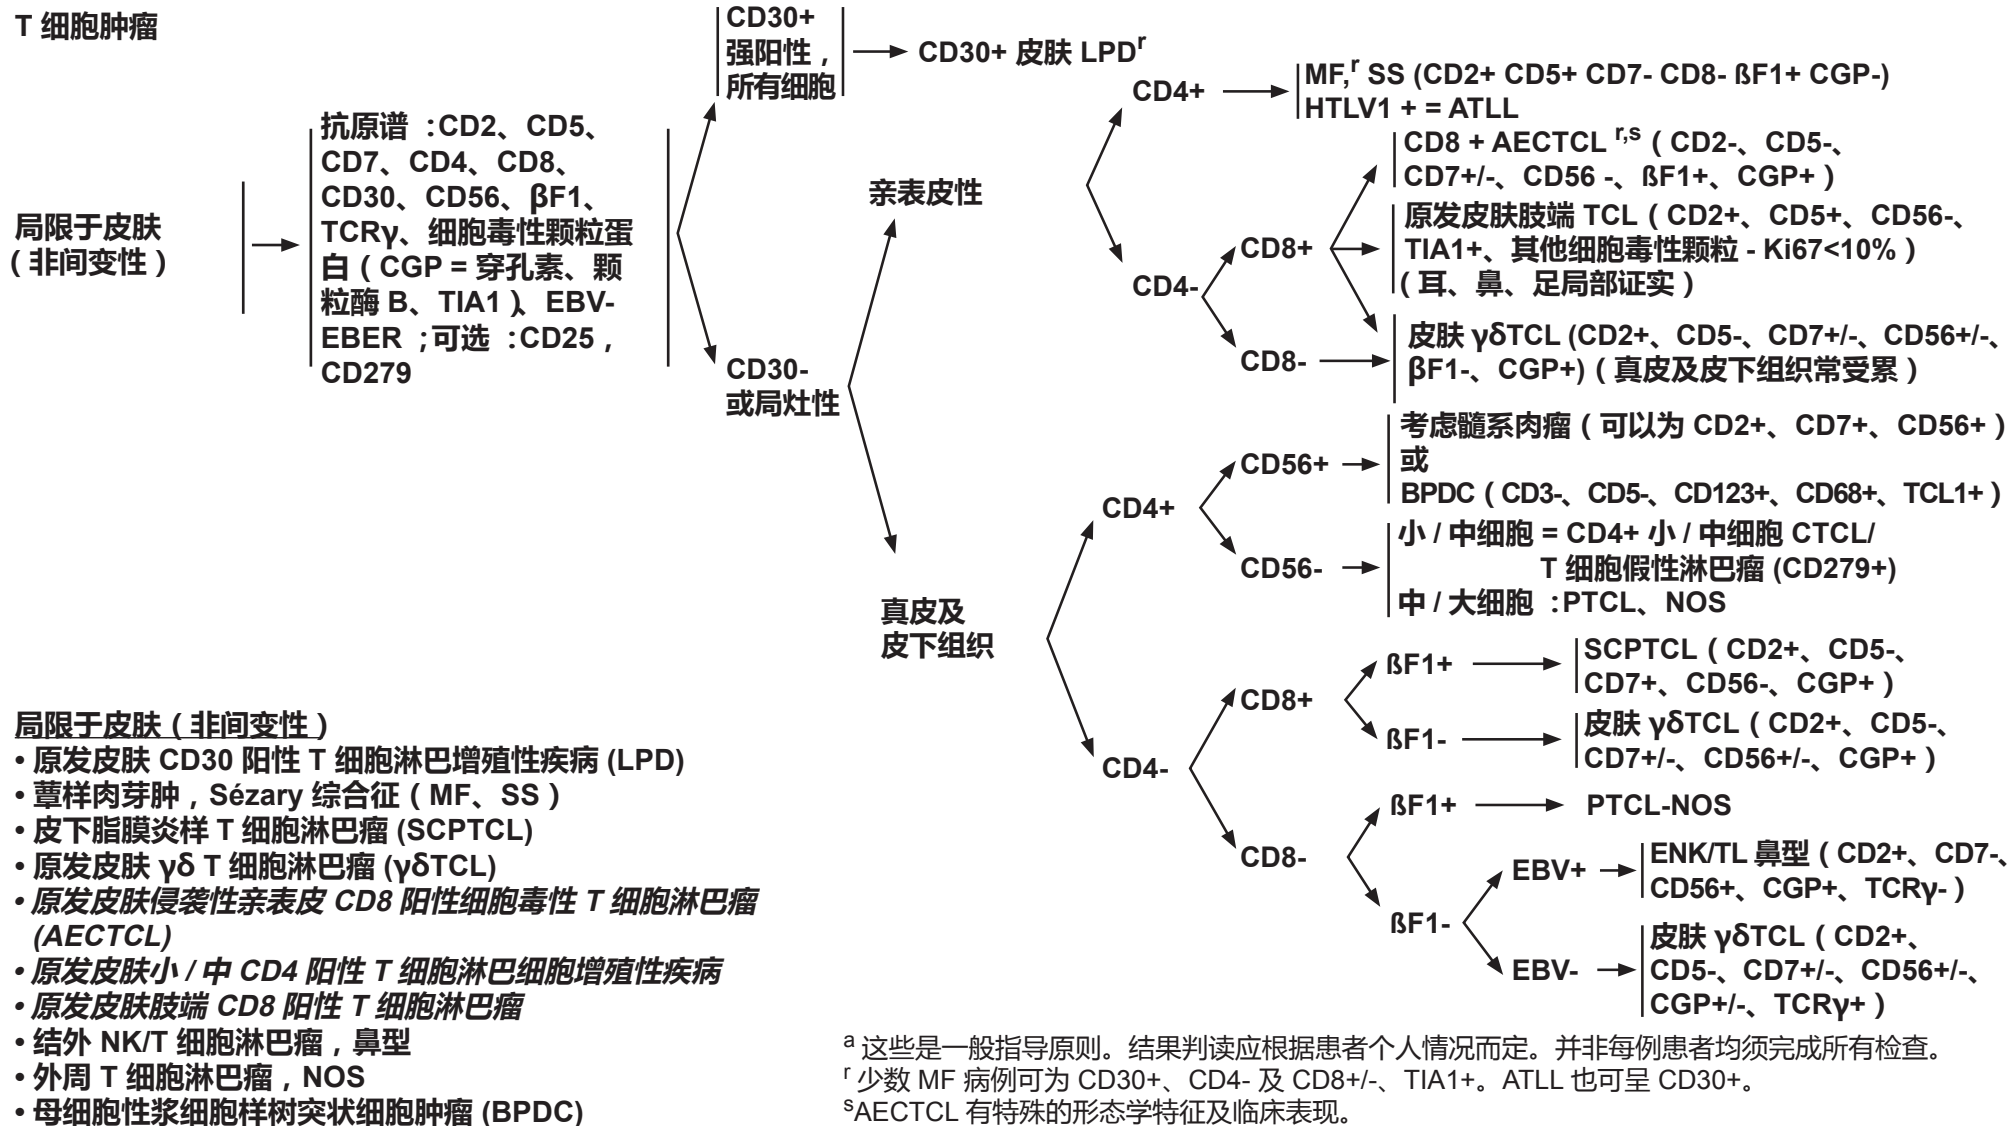 T 细胞肿瘤
局限于皮肤
（非间变性）
抗原谱 ：CD2、CD5、
CD7、CD4、CD8、
CD30、CD56、βF1、
TCRγ、细胞毒性颗粒蛋
白（CGP = 穿孔素、颗
粒酶 B、TIA1）、EBV-
EBER ；可选 ：CD25，
CD279
CD30+
强阳性，
所有细胞
CD30+ 皮肤 LPDr
CD30-
或局灶性
亲表皮性
CD4+
MF,r SS (CD2+ CD5+ CD7- CD8- ßF1+ CGP-)
HTLV1 + = ATLL
CD4-
CD8+
CD8 + AECTCL r,s（CD2-、CD5-、
CD7+/-、CD56 -、ßF1+、CGP+）
原发皮肤肢端 TCL（CD2+、CD5+、CD56-、
TIA1+、其他细胞毒性颗粒 - Ki67<10%）
（耳、鼻、足局部证实）
CD8-
皮肤 γδTCL (CD2+、CD5-、CD7+/-、CD56+/-、
βF1-、CGP+)（真皮及皮下组织常受累）
真皮及
皮下组织
CD4+
CD56+
考虑髓系肉瘤（可以为 CD2+、CD7+、CD56+）
或
BPDC（CD3-、CD5-、CD123+、CD68+、TCL1+）
CD56-
小 / 中细胞 = CD4+ 小 / 中细胞 CTCL/
T 细胞假性淋巴瘤 (CD279+)
中 / 大细胞 ：PTCL、NOS
CD4-
CD8+
ßF1+
SCPTCL（CD2+、CD5-、
CD7+、CD56-、CGP+）
ßF1-
皮肤 γδTCL（CD2+、CD5-、
CD7+/-、CD56+/-、CGP+）
CD8-
ßF1+
PTCL-NOS
ßF1-
EBV+
ENK/TL 鼻型（CD2+、CD7-、
CD56+、CGP+、TCRγ-）
EBV-
皮肤 γδTCL（CD2+、
CD5-、CD7+/-、CD56+/-、
CGP+/-、TCRγ+）
局限于皮肤（非间变性）
• 原发皮肤 CD30 阳性 T 细胞淋巴增殖性疾病 (LPD)
• 蕈样肉芽肿，Sézary 综合征（MF、SS）
• 皮下脂膜炎样 T 细胞淋巴瘤 (SCPTCL)
• 原发皮肤 γδ T 细胞淋巴瘤 (γδTCL)
• 原发皮肤侵袭性亲表皮 CD8 阳性细胞毒性 T 细胞淋巴瘤
(AECTCL)
• 原发皮肤小 / 中 CD4 阳性 T 细胞淋巴细胞增殖性疾病
• 原发皮肤肢端 CD8 阳性 T 细胞淋巴瘤
• 结外 NK/T 细胞淋巴瘤，鼻型
• 外周 T 细胞淋巴瘤，NOS
• 母细胞性浆细胞样树突状细胞肿瘤 (BPDC)
a 这些是一般指导原则。结果判读应根据患者个人情况而定。并非每例患者均须完成所有检查。
r 少数 MF 病例可为 CD30+、CD4- 及 CD8+/-、TIA1+。ATLL 也可呈 CD30+。
sAECTCL 有特殊的形态学特征及临床表现。